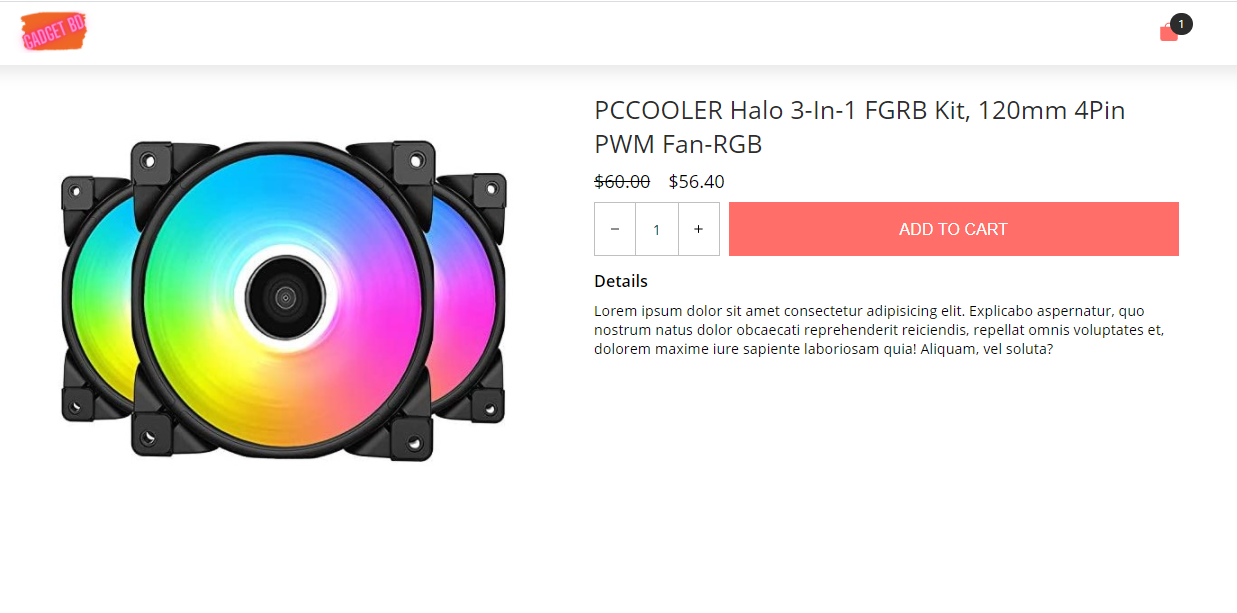 GADGET BD
1
PCCOOLER Halo 3-In-1 FGRB Kit, 120mm 4Pin
PWM Fan-RGB
$60.00 $56.40
− 1 + ADD TO CART
Details
Lorem ipsum dolor sit amet consectetur adipisicing elit. Explicabo aspernatur, quo
nostrum natus dolor obcaecati reprehenderit reiciendis, repellat omnis voluptates et,
dolorem maxime iure sapiente laboriosam quia! Aliquam, vel soluta?